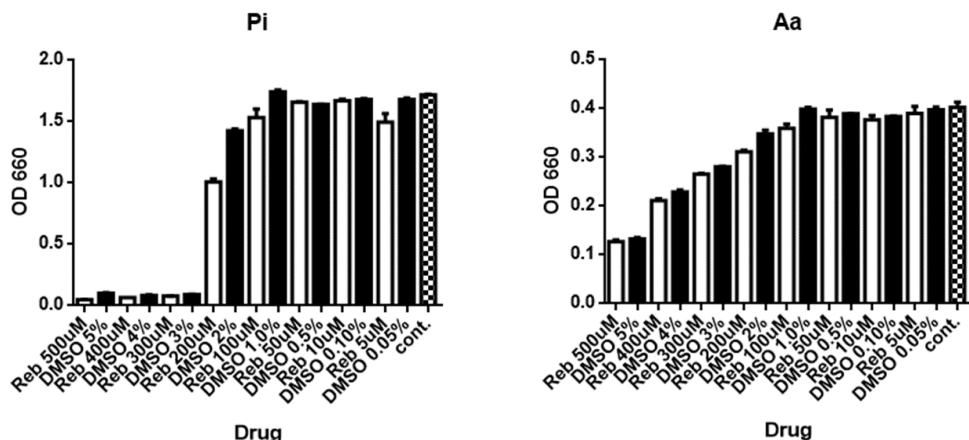 Pi
OD 660
2.0
1.5
1.0
0.5
0.0
Reb 500uM
DMSO 5%
Reb 400uM
DMSO 4%
Reb 300uM
DMSO 3%
Reb 200uM
DMSO 2%
Reb 100uM
DMSO 1.0%
Reb 50uM
DMSO 0.5%
Reb 10uM
DMSO 0.10%
Reb 5uM
DMSO 0.05%
cont.
Drug
Aa
OD 660
0.5
0.4
0.3
0.2
0.1
0.0
Reb 500uM
DMSO 5%
Reb 400uM
DMSO 4%
Reb 300uM
DMSO 3%
Reb 200uM
DMSO 2%
Reb 100uM
DMSO 1.0%
Reb 50uM
DMSO 0.5%
Reb 10uM
DMSO 0.10%
Reb 5uM
DMSO 0.05%
cont.
Drug